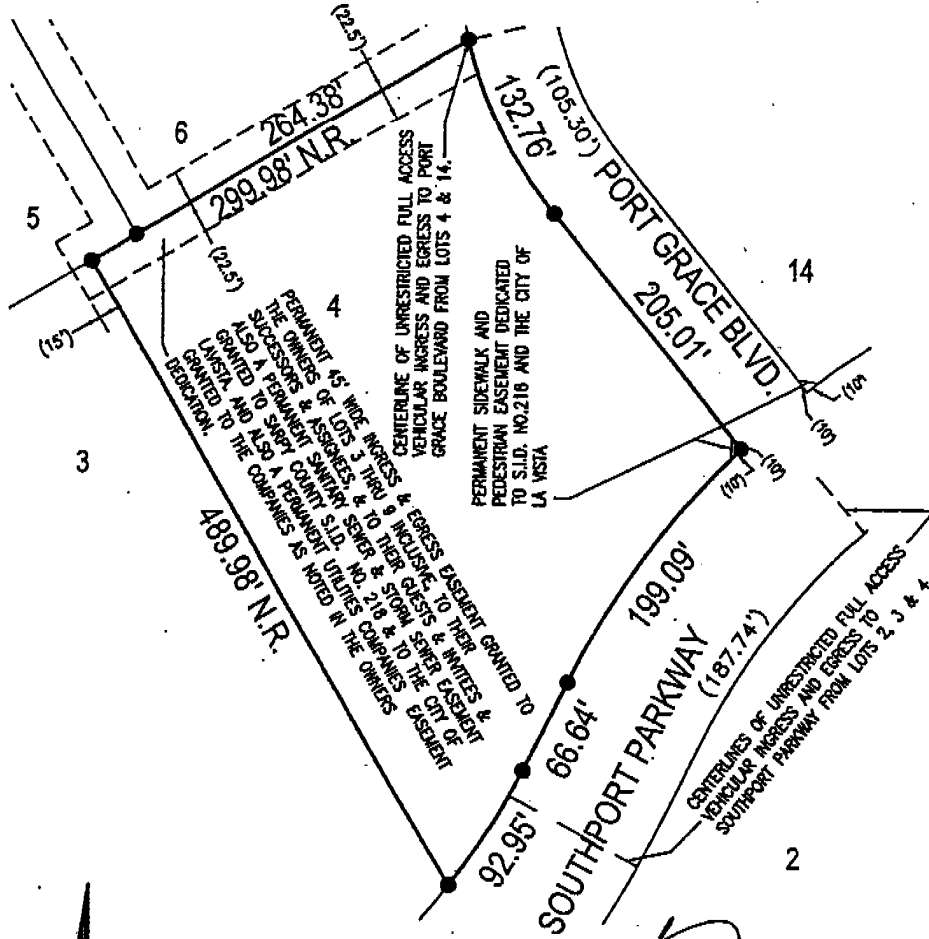 (22.5')
6
264.38'
299.98' N.R.
132.76'
(105.30')
PORT GRACE BLVD.
5
(22.5')
4
14
(15')
CENTERLINE OF UNRESTRICTED FULL ACCESS
VEHICULAR INGRESS AND EGRESS TO PORT
GRACE BOULEVARD FROM LOTS 4 & 14.
205.01'
PERMANENT SIDEWALK AND
PEDESTRIAN EASEMENT DEDICATED
TO S.I.D. NO.218 AND THE CITY OF
LA VISTA
(10')
(10')
(10')
(10')
PERMANENT 45' WIDE INGRESS & EGRESS EASEMENT GRANTED TO
THE OWNERS OF LOTS 3 THRU 9 INCLUSIVE, TO THEIR
SUCCESSORS & ASSIGNEES, & TO THEIR GUESTS & INVITEES &
ALSO A PERMANENT SANITARY SEWER & STORM SEWER EASEMENT
GRANTED TO SARPY COUNTY S.I.D. NO. 218 & TO THE CITY OF
LAVISTA, AND ALSO A PERMANENT UTILITIES COMPANIES EASEMENT
GRANTED TO THE COMPANIES AS NOTED IN THE OWNERS
DEDICATION.
3
489.98' N.R.
199.09'
66.64'
92.95'
SOUTHPORT PARKWAY
(187.74')
CENTERLINES OF UNRESTRICTED FULL ACCESS
VEHICULAR INGRESS AND EGRESS TO
SOUTHPORT PARKWAY FROM LOTS 2, 3 & 4
2